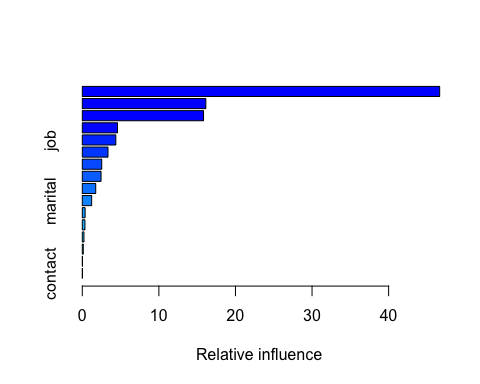 job
marital
contact
0 10 20 30 40
Relative influence